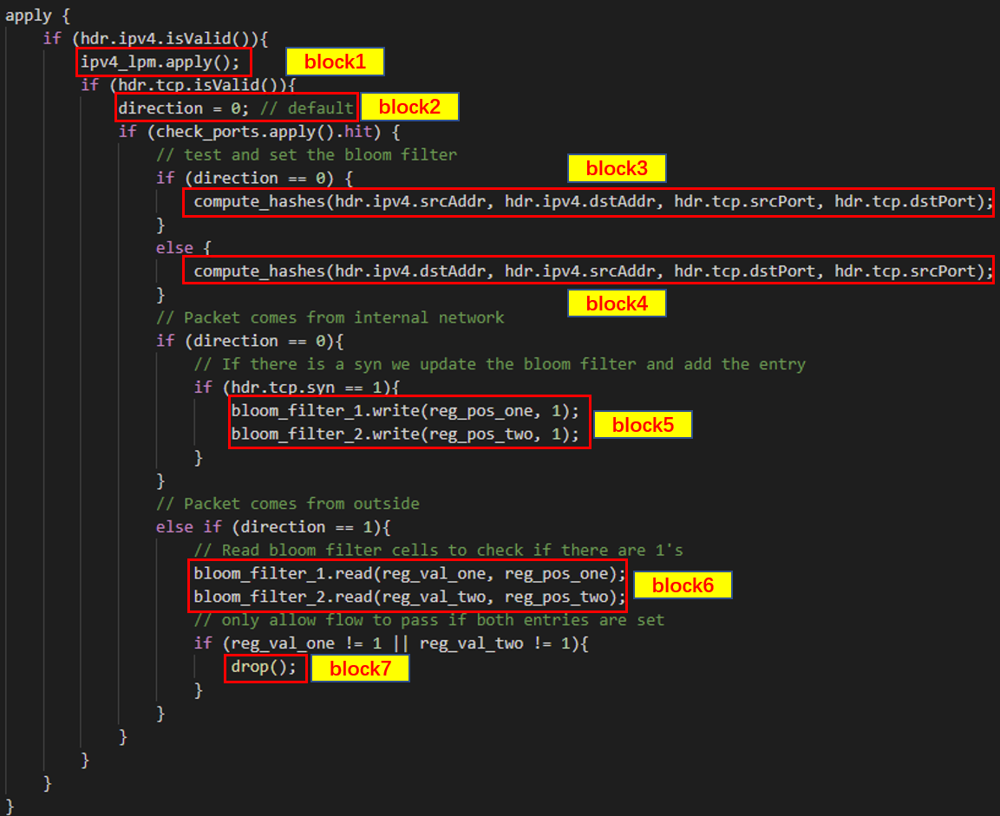 apply {
if (hdr.ipv4.isValid()){
ipv4_lpm.apply(); block1
if (hdr.tcp.isValid()){
direction = 0; // default block2
if (check_ports.apply().hit) {
// test and set the bloom filter
block3
if (direction == 0) {
compute_hashes(hdr.ipv4.srcAddr, hdr.ipv4.dstAddr, hdr.tcp.srcPort, hdr.tcp.dstPort);
}
else {
compute_hashes(hdr.ipv4.dstAddr, hdr.ipv4.srcAddr, hdr.tcp.dstPort, hdr.tcp.srcPort);
}
block4
// Packet comes from internal network
if (direction == 0){
// If there is a syn we update the bloom filter and add the entry
if (hdr.tcp.syn == 1){
bloom_filter_1.write(reg_pos_one, 1);
block5
bloom_filter_2.write(reg_pos_two, 1);
}
}
// Packet comes from outside
else if (direction == 1){
// Read bloom filter cells to check if there are 1's
bloom_filter_1.read(reg_val_one, reg_pos_one);
block6
bloom_filter_2.read(reg_val_two, reg_pos_two);
// only allow flow to pass if both entries are set
if (reg_val_one != 1 || reg_val_two != 1){
drop(); block7
}
}
}
}
}
}